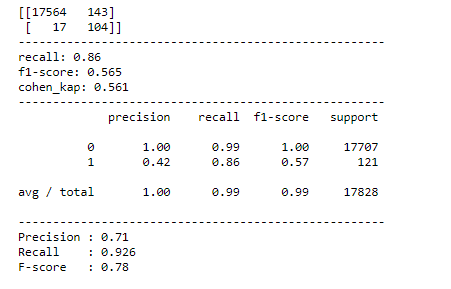 [[17564   143]
 [   17   104]]
--------------------------------------------------
recall: 0.86
f1-score: 0.565
cohen_kap: 0.561
--------------------------------------------------
             precision    recall  f1-score   support

          0       1.00      0.99      1.00     17707
          1       0.42      0.86      0.57       121

avg / total       1.00      0.99      0.99     17828

--------------------------------------------------
Precision : 0.71
Recall    : 0.926
F-score   : 0.78